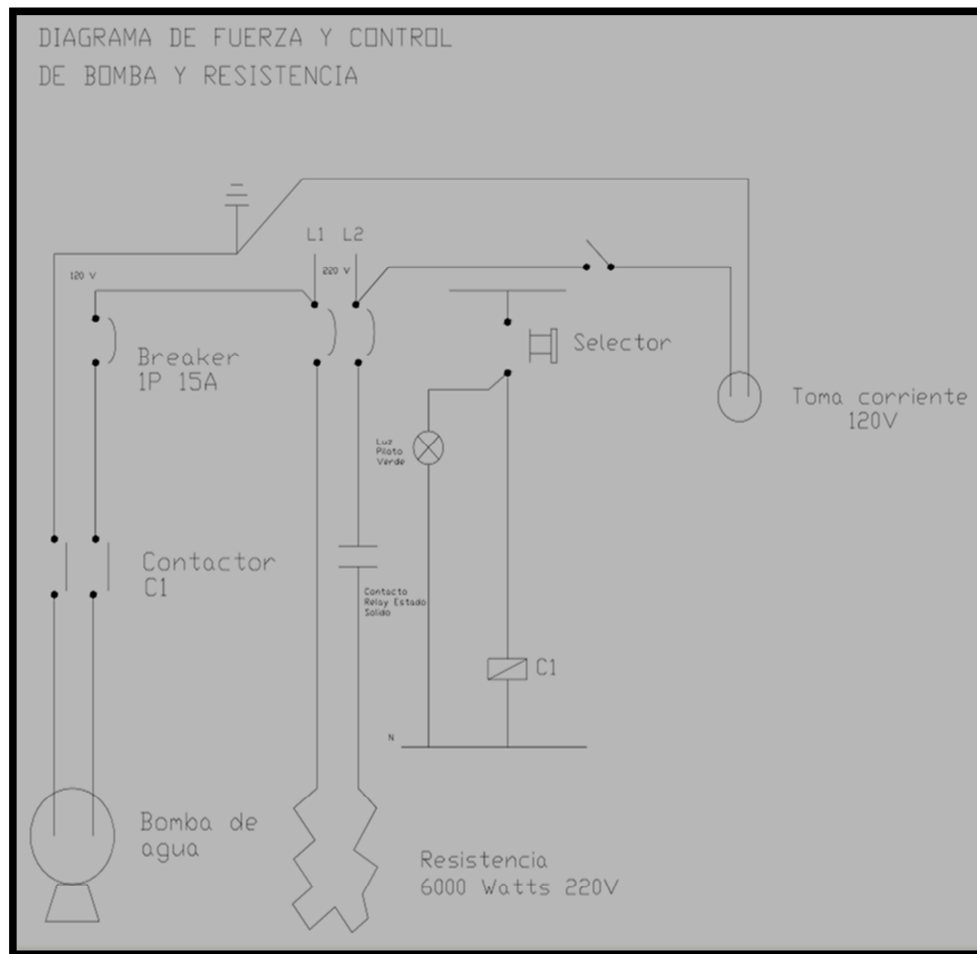 DIAGRAMA DE FUERZA Y CONTROL
DE BOMBA Y RESISTENCIA
L1 L2
120 V
220 V
Breaker
1P 15A
Selector
Toma corriente
120V
Luz
Piloto
Verde
Contactor
C1
Contacto
Relay Estado
Solido
C1
N
Bomba de
agua
Resistencia
6000 Watts 220V